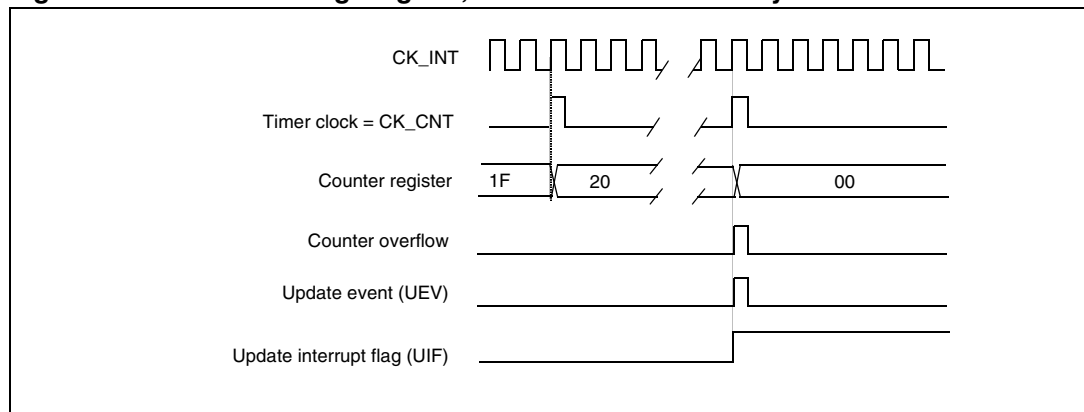 CK_INT
Timer clock = CK_CNT
Counter register 1F 20 00
Counter overflow
Update event (UEV)
Update interrupt flag (UIF)